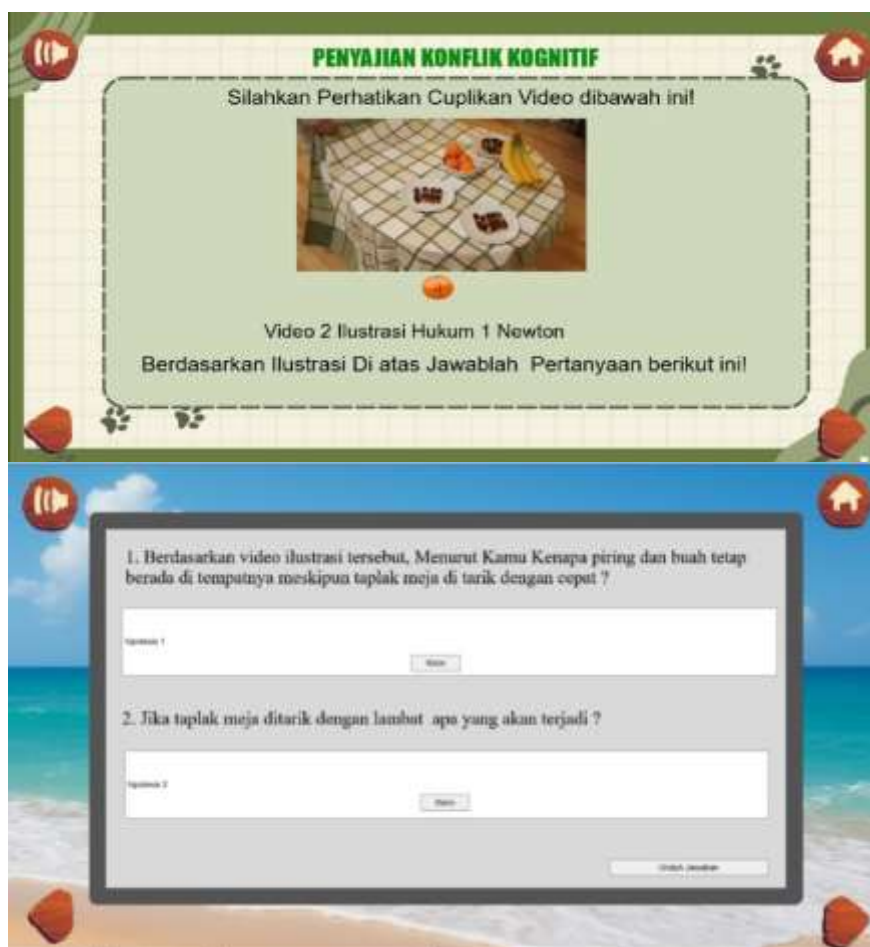 PENYAJIAN KONFLIK KOGNITIF
Silahkan Perhatikan Cuplikan Video dibawah ini!
Video 2 Ilustrasi Hukum 1 Newton
Berdasarkan Ilustrasi Di atas Jawablah Pertanyaan berikut ini!
1. Berdasarkan video ilustrasi tersebut, Menurut Kamu Kenapa piring dan buah tetap
berada di tempatnya meskipun taplak meja di tarik dengan cepat ?
2. Jika taplak meja ditarik dengan lambat apa yang akan terjadi ?
Unduh Jawaban